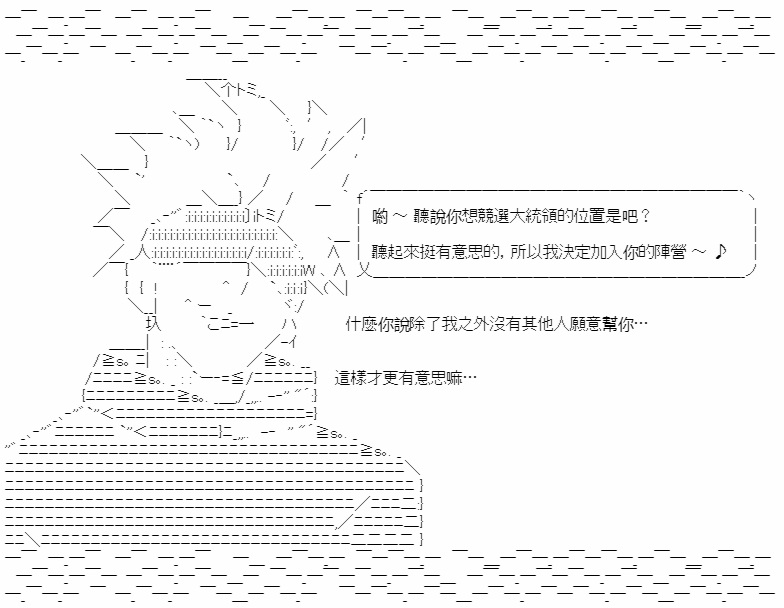 喲 ～ 聽說你想競選大統領的位置是吧？
聽起來挺有意思的, 所以我決定加入你的陣營 ～ ♪
什麼你說除了我之外沒有其他人願意幫你…
這樣才更有意思嘛…